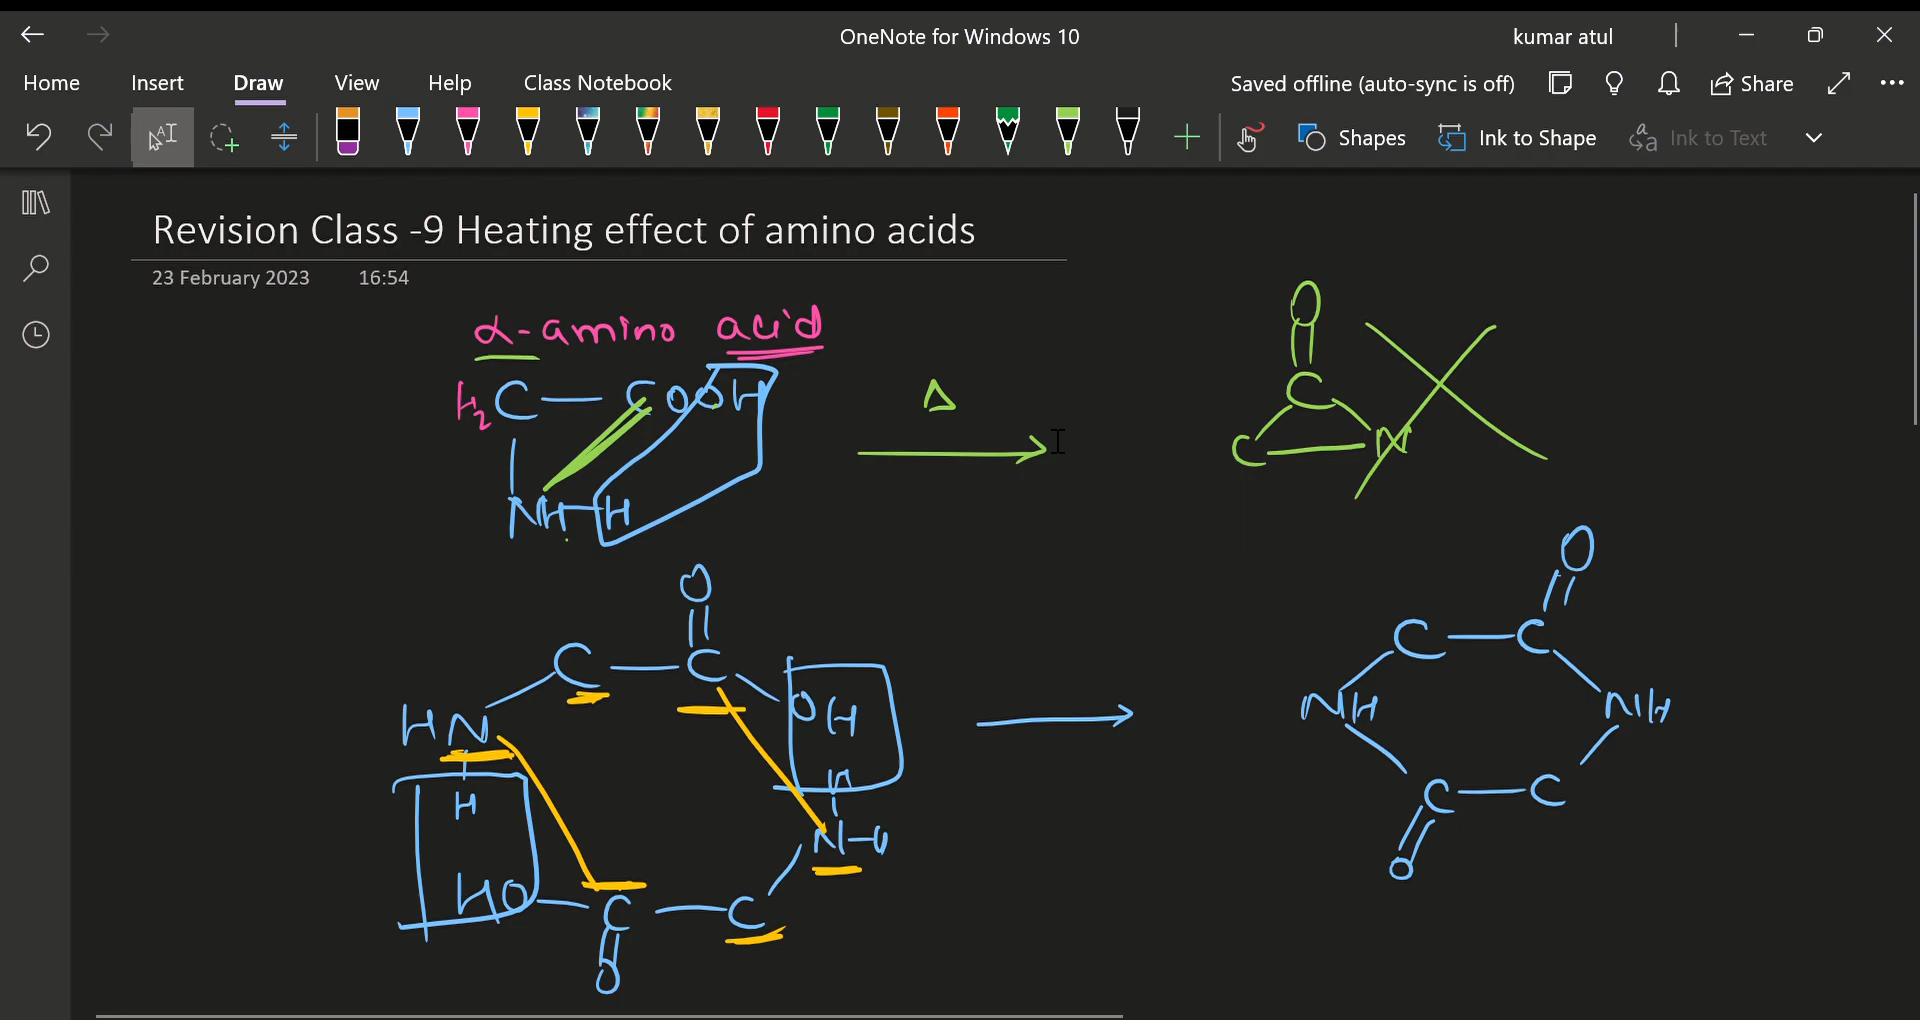 OneNote for Windows 10
kumar atul
Home Insert Draw View Help Class Notebook
Saved offline (auto-sync is off) Share
Shapes Ink to Shape Ink to Text
Revision Class -9 Heating effect of amino acids
23 February 2023 16:54
α-amino acid
H₂C — COOH
Δ
NH-H
O
C
C N
O
C — C
OH
HN
H
H
N-H
HO C — C
O
O
C — C
NH NH
C — C
O